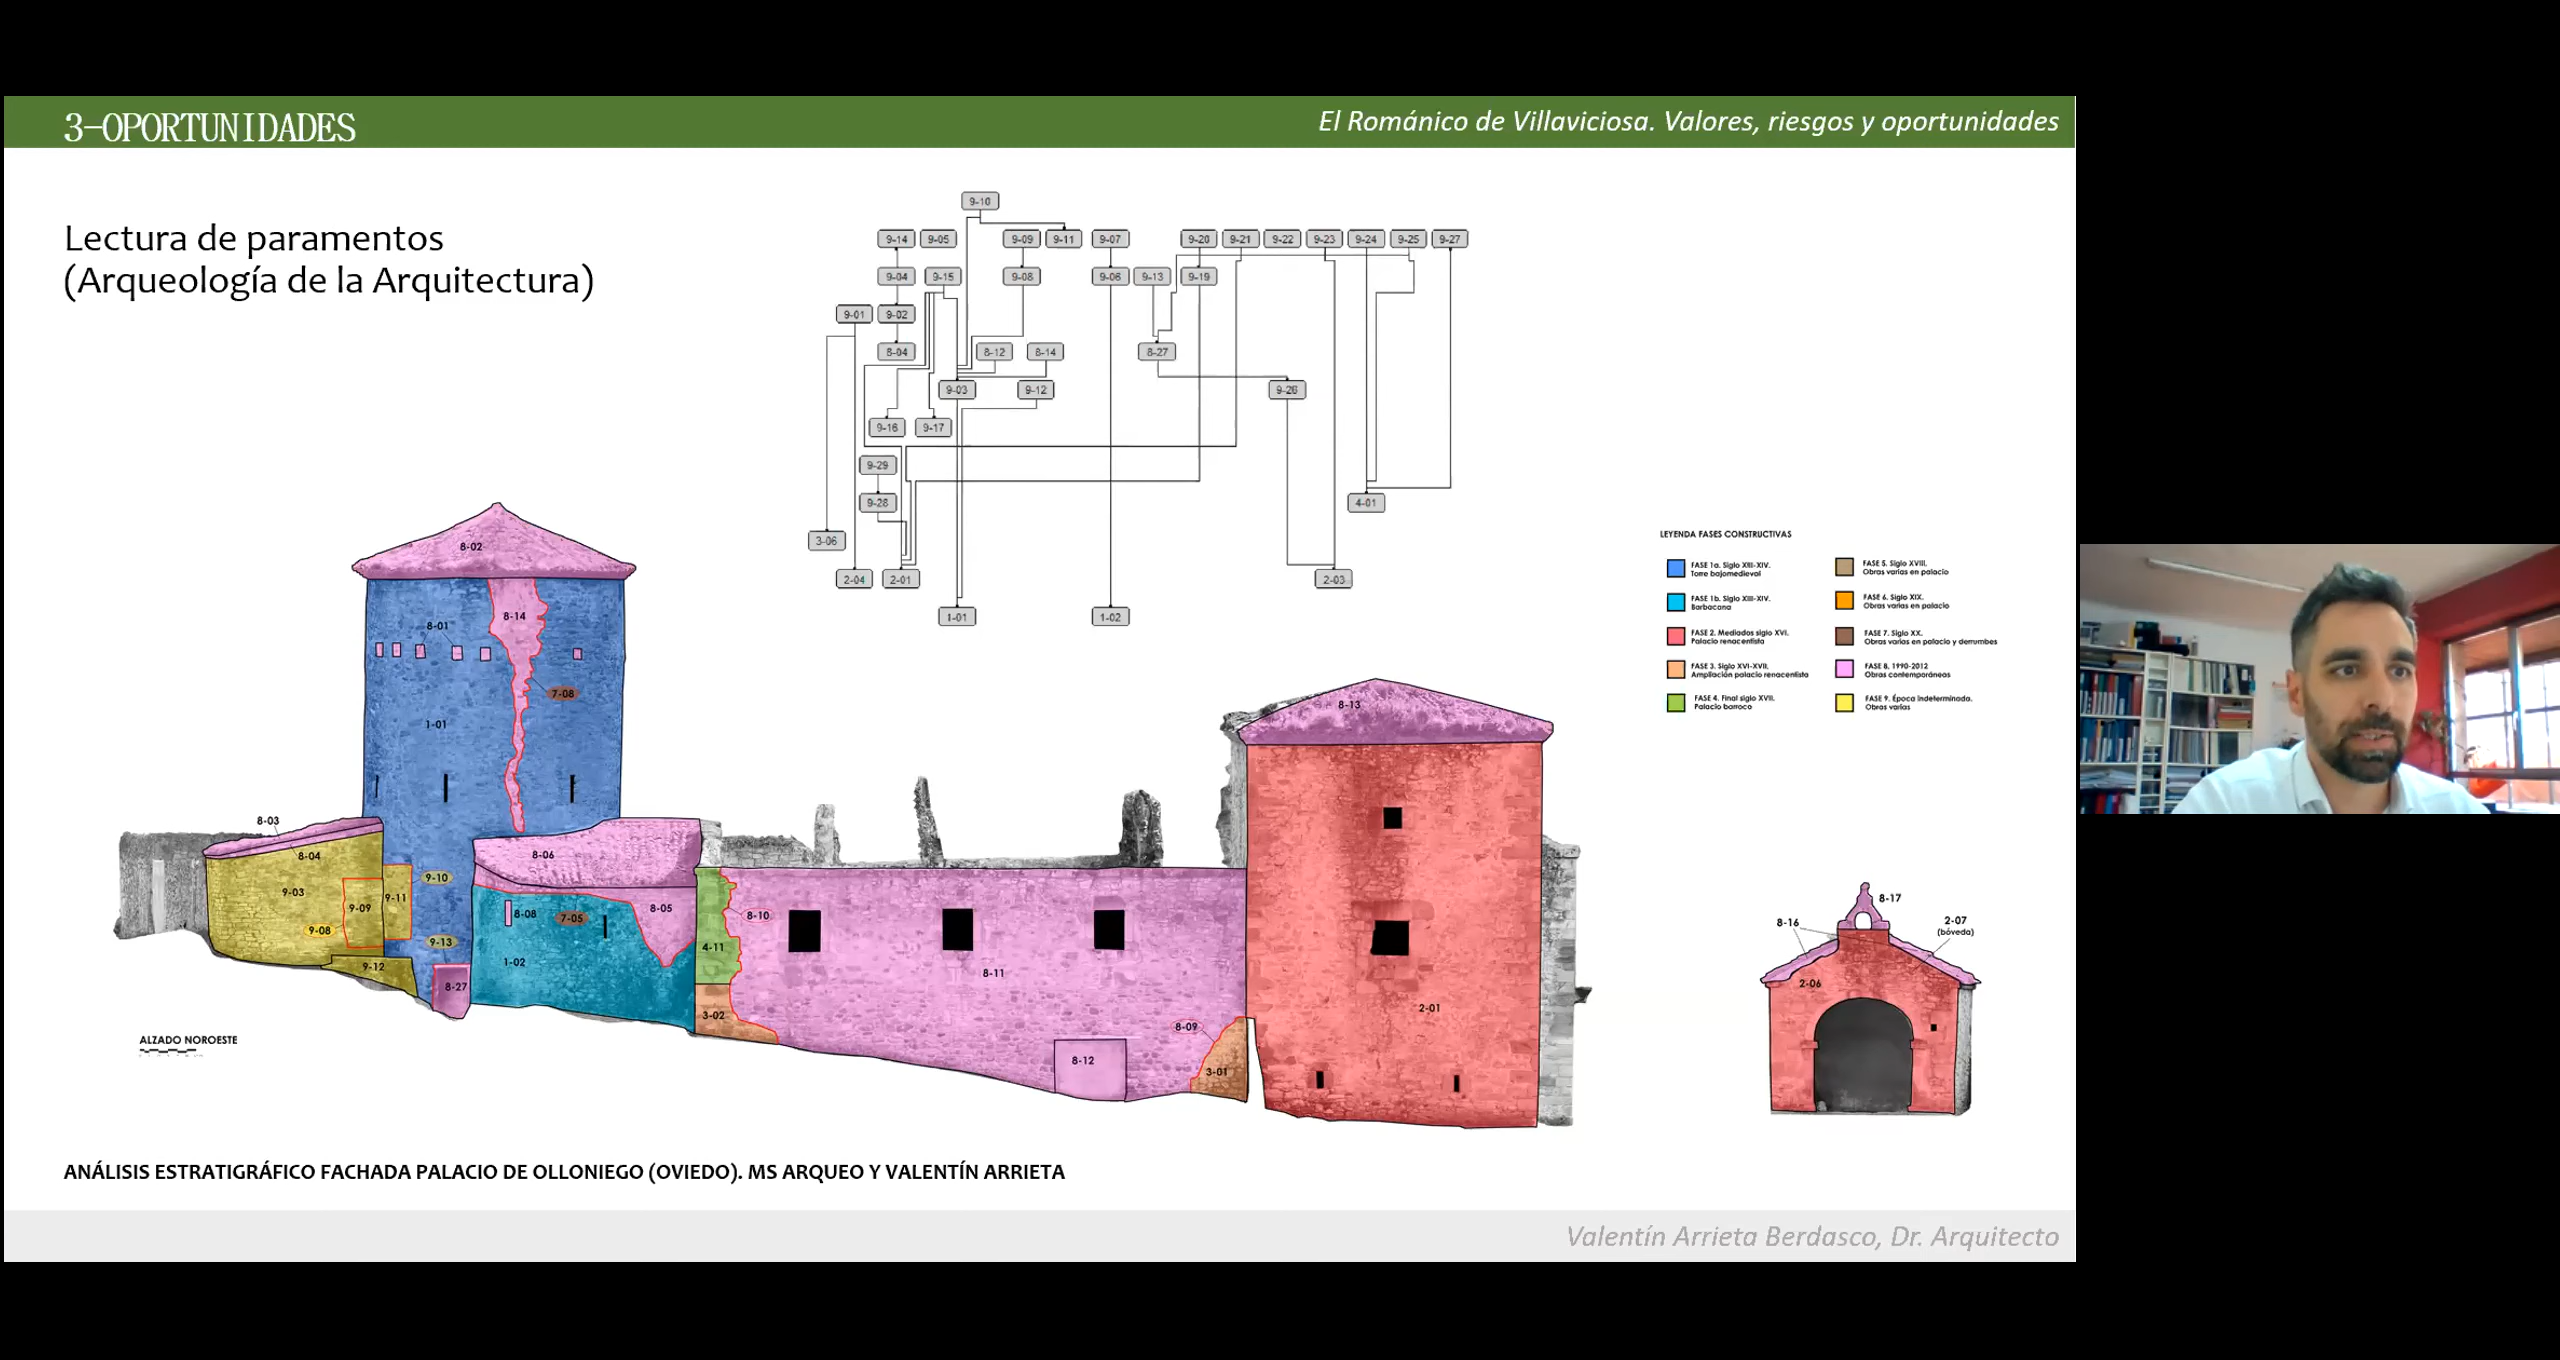 3-OPORTUNIDADES
El Románico de Villaviciosa. Valores, riesgos y oportunidades
Lectura de paramentos
(Arqueología de la Arquitectura)
9-10
9-14 9-05 9-09 9-11 9-07 9-20 9-21 9-22 9-23 9-24 9-25 9-27
9-04 9-15 9-08 9-06 9-13 9-19
9-01 9-02
8-04 8-12 8-14 8-27
9-03 9-12 9-26
9-16 9-17
9-29
9-28 4-01
3-06
2-04 2-01 2-03
1-01 1-02
LEYENDA FASES CONSTRUCTIVAS
FASE 1a. Siglo XIII-XIV.
Torre bajomedieval
FASE 1b. Siglo XIII-XIV.
Barbacana
FASE 2. Mediados siglo XVI.
Palacio renacentista
FASE 3. Siglo XVI-XVII.
Ampliación palacio renacentista
FASE 4. Final siglo XVII.
Palacio barroco
FASE 5. Siglo XVIII.
Obras varias en palacio
FASE 6. Siglo XIX.
Obras varias en palacio
FASE 7. Siglo XX.
Obras varias en palacio y derrumbes
FASE 8. 1990-2012
Obras contemporáneas
FASE 9. Época indeterminada.
Obras varias
8-02
8-14
8-01
7-08
1-01
8-13
8-03
8-04
8-06
9-03
9-10
9-11
9-09
9-08
9-13
9-12
8-27
8-08
7-05
8-05
1-02
8-10
4-11
3-02
8-11
8-12
8-09
3-01
2-01
8-17
8-16
2-07
(bóveda)
2-06
ALZADO NOROESTE
ANÁLISIS ESTRATIGRÁFICO FACHADA PALACIO DE OLLONIEGO (OVIEDO). MS ARQUEO Y VALENTÍN ARRIETA
Valentín Arrieta Berdasco, Dr. Arquitecto